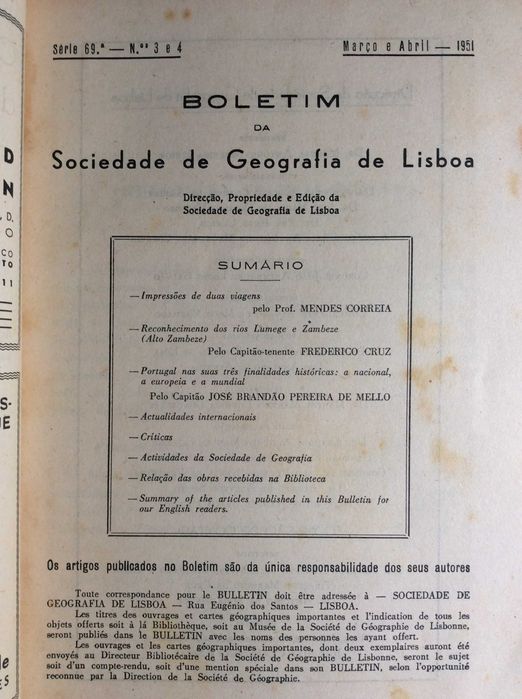 Série 69.ª — N.ºˢ 3 e 4
Março e Abril — 1951
BOLETIM
DA
Sociedade de Geografia de Lisboa
Direcção, Propriedade e Edição da
Sociedade de Geografia de Lisboa
SUMÁRIO
—Impressões de duas viagens
pelo Prof. MENDES CORREIA
—Reconhecimento dos rios Lumege e Zambeze
(Alto Zambeze)
Pelo Capitão-tenente FREDERICO CRUZ
—Portugal nas suas três finalidades históricas: a nacional,
a europeia e a mundial
Pelo Capitão JOSÉ BRANDÃO PEREIRA DE MELLO
—Actualidades internacionais
—Críticas
—Actividades da Sociedade de Geografia
—Relação das obras recebidas na Biblioteca
—Summary of the articles published in this Bulletin for
our English readers.
Os artigos publicados no Boletim são da única responsabilidade dos seus autores
Toute correspondance pour le BULLETIN doit être adressée à — SOCIEDADE DE
GEOGRAFIA DE LISBOA — Rua Eugénio dos Santos — LISBOA.
Les titres des ouvrages et cartes géographiques importantes et l'indication de tous les
objets offerts soit à lá Bibliothèque, soit au Musée de la Société de Géographie de Lisbonne,
seront publiés dans le BULLETIN avec les noms des personnes les ayant offert.
Les ouvrages et les cartes géographiques importantes, dont deux exemplaires auront été
envoyés au Directeur Bibliotécaire de la Société de Géographie de Lisbonne, seront le sujet
soit d'un compte-rendu, soit d'une mention spéciale dans son BULLETIN, selon l'opportunité
reconnue par la Direction de la Société de Géographie.